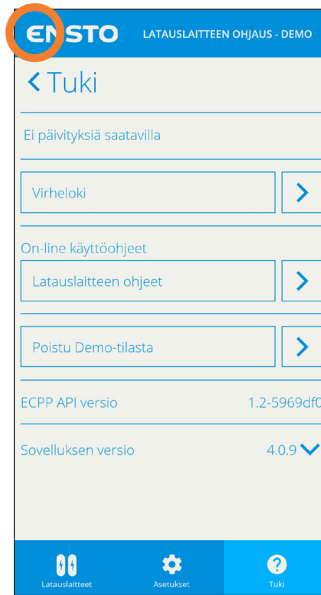 ENSTO LATAUSLAITTEEN OHJAUS - DEMO
Tuki
Ei päivityksiä saatavilla
Virheloki
On-line käyttöohjeet
Latauslaitteen ohjeet
Poistu Demo-tilasta
ECPP API versio 1.2-5969df0
Sovelluksen versio 4.0.9
Latauslaitteet Asetukset Tuki